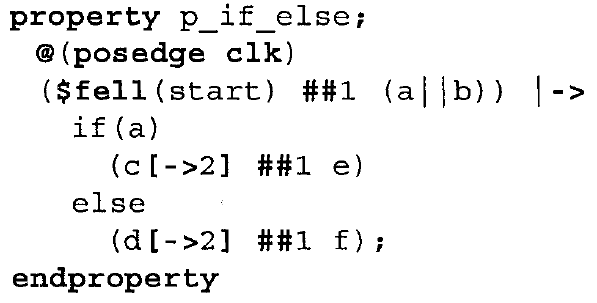 property p_if_else;
@(posedge clk)
($fell(start) ##1 (a||b)) |->
if(a)
(c[->2] ##1 e)
else
(d[->2] ##1 f);
endproperty